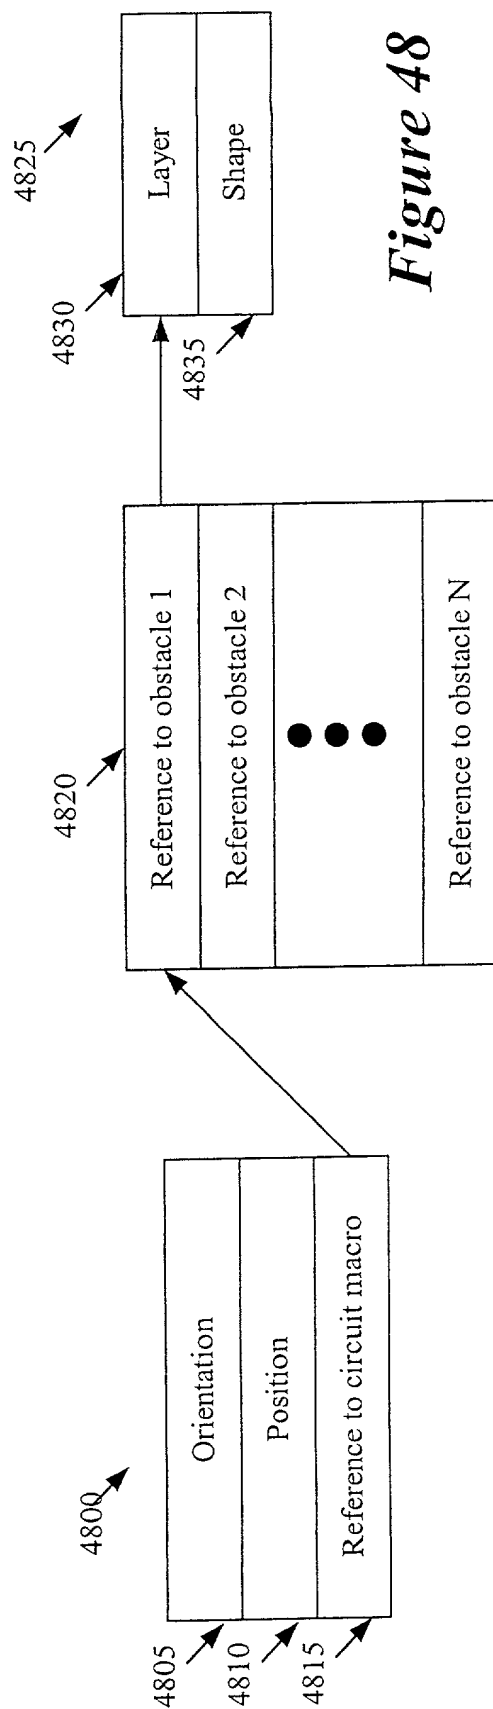 4800
4805
Orientation
4810
Position
4815
Reference to circuit macro
4820
Reference to obstacle 1
Reference to obstacle 2
Reference to obstacle N
4825
4830
Layer
4835
Shape
Figure 48